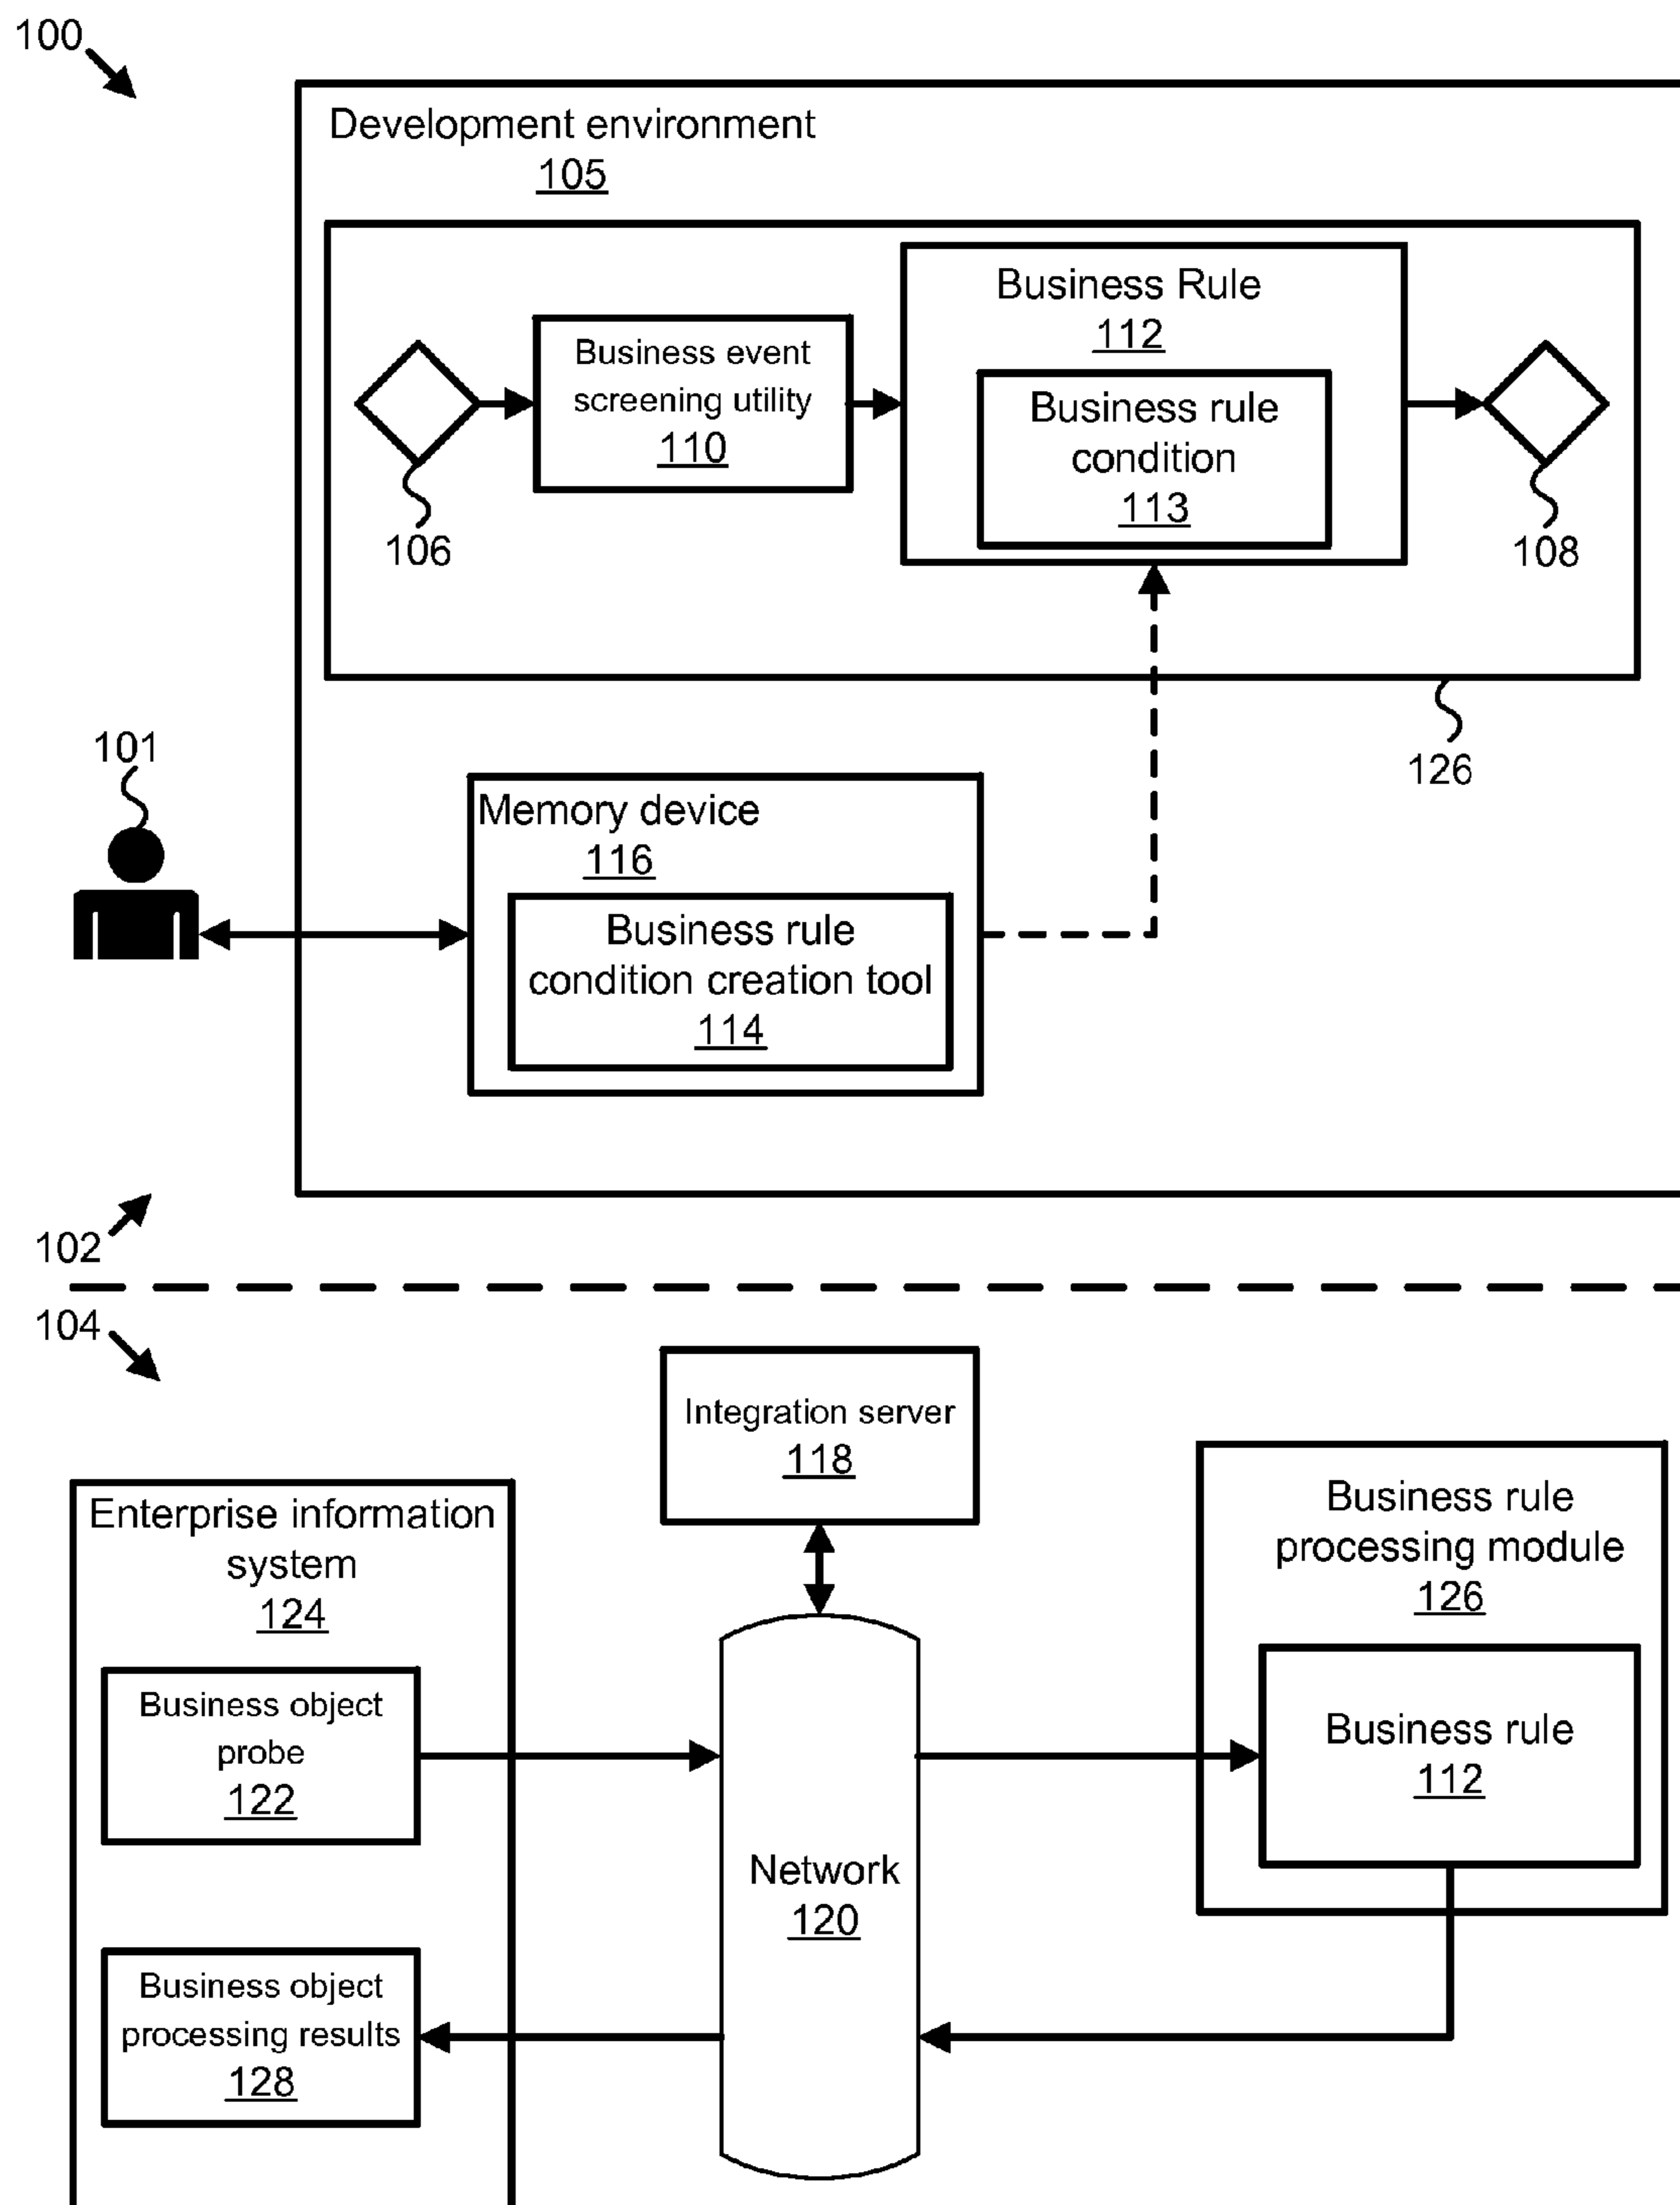 100
Development environment
105
Business Rule
112
Business event
screening utility
110
Business rule
condition
113
106
108
126
101
Memory device
116
Business rule
condition creation tool
114
102
104
Integration server
118
Enterprise information
system
124
Business rule
processing module
126
Business object
probe
122
Business rule
112
Network
120
Business object
processing results
128